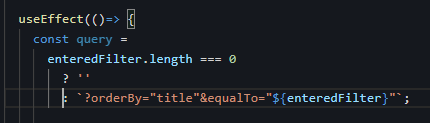 useEffect(()=> {
const query =
enteredFilter.length === 0
? ''
: `?orderBy="title"&equalTo="${enteredFilter}"`;